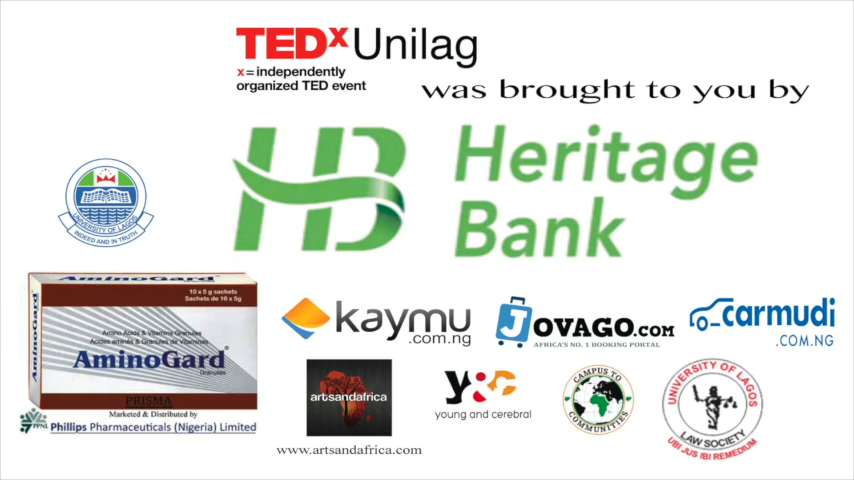 TEDxUnilag
x = independently
organized TED event
was brought to you by
HB
Heritage
Bank
UNIVERSITY OF LAGOS
INDEED AND IN TRUTH
AminoGard
10 x 5 g sachets
Sachets de 10 x 5g
AminoGard®
Amino Acids & Vitamins Granules
Acides aminés & Granules de Vitamines
AminoGard®
Granules
PRISMA
Marketed & Distributed by
PPNL
Phillips Pharmaceuticals (Nigeria) Limited
kaymu
.com.ng
JOVAGO.COM
AFRICA'S NO. 1 BOOKING PORTAL
carmudi
.COM.NG
artsandafrica
www.artsandafrica.com
y&c
young and cerebral
CAMPUS TO
COMMUNITIES
UNIVERSITY OF LAGOS
LAW SOCIETY
UBI JUS IBI REMEDIUM